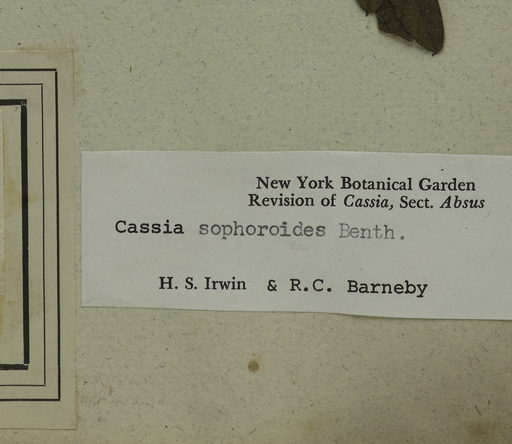 New York Botanical Garden
Revision of Cassia, Sect. Absus
Cassia sophoroides Benth.
H. S. Irwin & R.C. Barneby